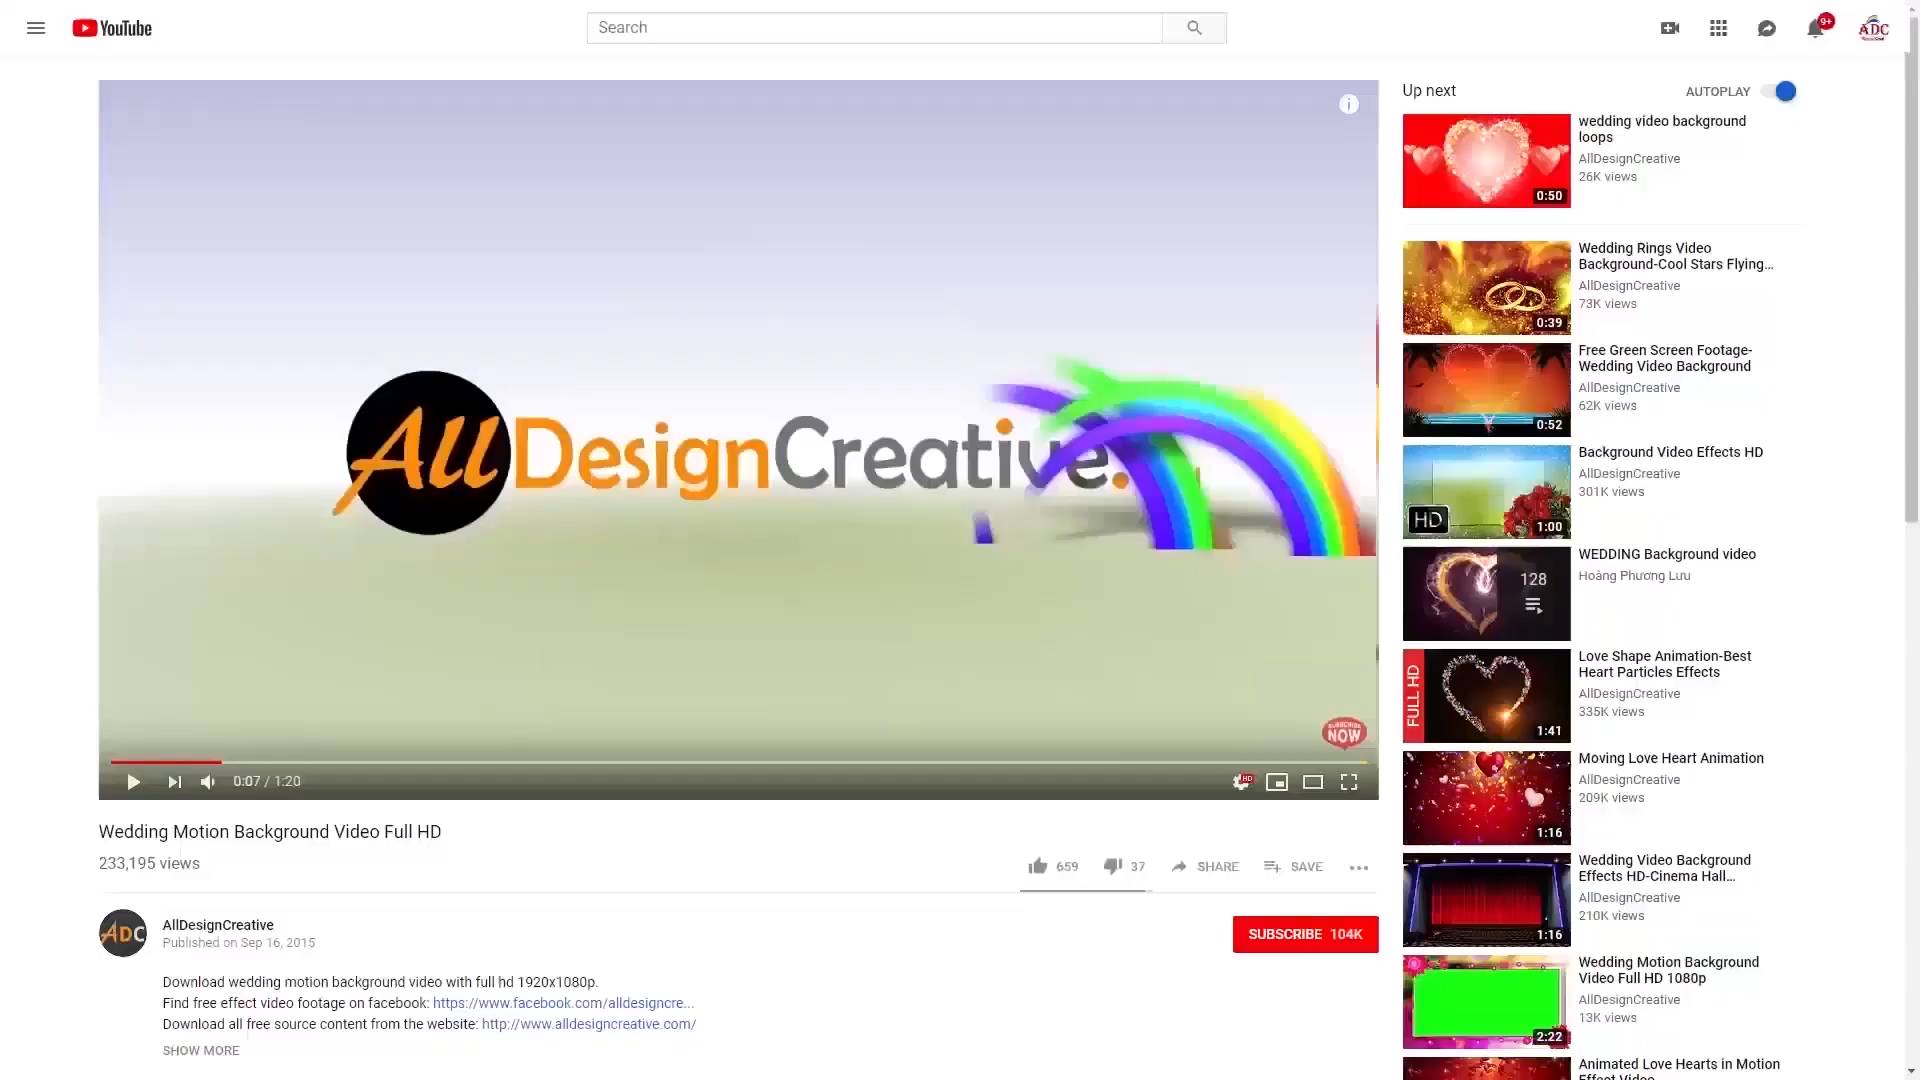 YouTube
Search
9+
ADC
AllDesignCreative.
SUBSCRIBE
NOW
0:07 / 1:20
HD
Wedding Motion Background Video Full HD
233,195 views
659
37
SHARE
SAVE
ADC
AllDesignCreative
Published on Sep 16, 2015
SUBSCRIBE 104K
Download wedding motion background video with full hd 1920x1080p.
Find free effect video footage on facebook: https://www.facebook.com/alldesigncre...
Download all free source content from the website: http://www.alldesigncreative.com/
SHOW MORE
Up next
AUTOPLAY
0:50
wedding video background
loops
AllDesignCreative
26K views
0:39
Wedding Rings Video
Background-Cool Stars Flying...
AllDesignCreative
73K views
0:52
Free Green Screen Footage-
Wedding Video Background
AllDesignCreative
62K views
HD
1:00
Background Video Effects HD
AllDesignCreative
301K views
128
WEDDING Background video
Hoàng Phương Lưu
FULL HD
1:41
Love Shape Animation-Best
Heart Particles Effects
AllDesignCreative
335K views
1:16
Moving Love Heart Animation
AllDesignCreative
209K views
1:16
Wedding Video Background
Effects HD-Cinema Hall...
AllDesignCreative
210K views
2:22
Wedding Motion Background
Video Full HD 1080p
AllDesignCreative
13K views
Animated Love Hearts in Motion
Effect Video